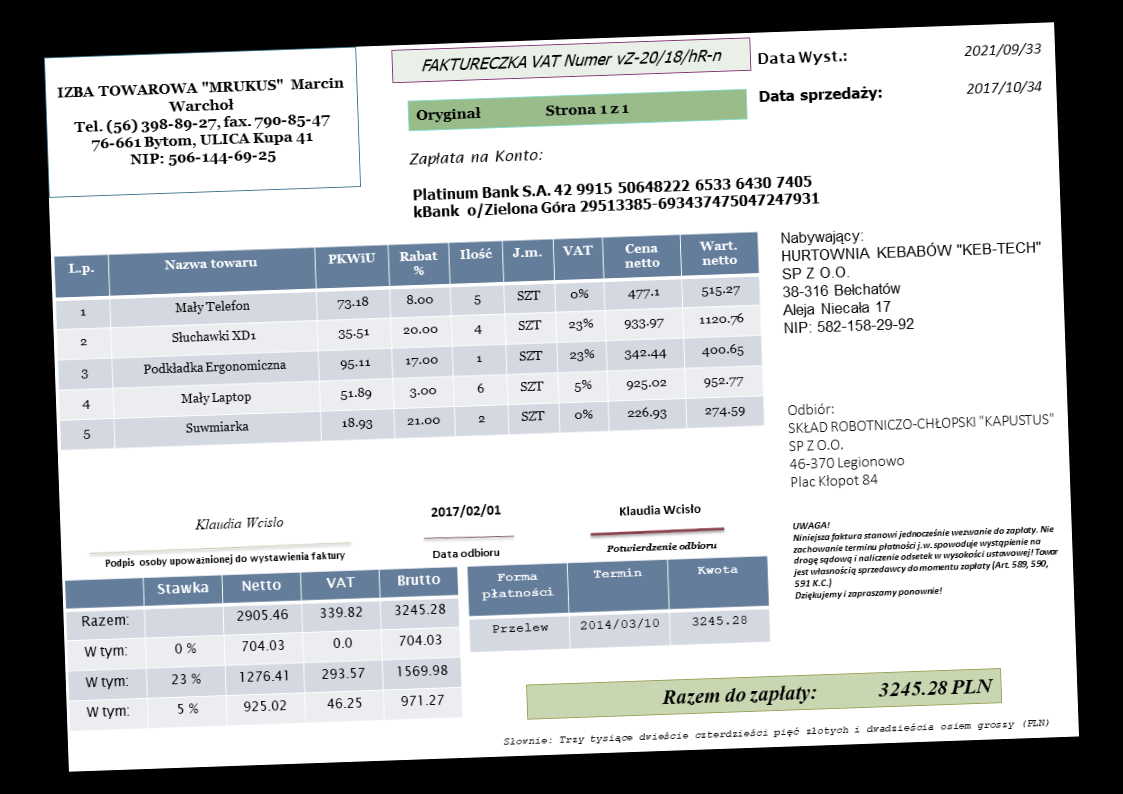 IZBA TOWAROWA "MRUKUS" Marcin
Warchoł
Tel. (56) 398-89-27, fax. 790-85-47
76-661 Bytom, ULICA Kupa 41
NIP: 506-144-69-25
FAKTURECZKA VAT Numer vZ-20/18/hR-n
Oryginał Strona 1 z 1
Data Wyst.: 2021/09/33
Data sprzedaży: 2017/10/34
Zapłata na Konto:
Platinum Bank S.A. 42 9915 50648222 6533 6430 7405
kBank o/Zielona Góra 29513385-693437475047247931
Nabywający:
HURTOWNIA KEBABÓW "KEB-TECH"
SP Z O.O.
38-316 Bełchatów
Aleja Niecała 17
NIP: 582-158-29-92
L.p. Nazwa towaru PKWiU Rabat % Ilość J.m. VAT Cena netto Wart. netto
1 Mały Telefon 73.18 8.00 5 SZT 0% 477.1 515.27
2 Słuchawki XD1 35.51 20.00 4 SZT 23% 933.97 1120.76
3 Podkładka Ergonomiczna 95.11 17.00 1 SZT 23% 342.44 400.65
4 Mały Laptop 51.89 3.00 6 SZT 5% 925.02 952.77
5 Suwmiarka 18.93 21.00 2 SZT 0% 226.93 274.59
Odbiór:
SKŁAD ROBOTNICZO-CHŁOPSKI "KAPUSTUS"
SP Z O.O.
46-370 Legionowo
Plac Kłopot 84
Klaudia Wcisło
Podpis osoby upoważnionej do wystawienia faktury
2017/02/01
Data odbioru
Klaudia Wcisło
Potwierdzenie odbioru
UWAGA!
Niniejsza faktura stanowi jednocześnie wezwanie do zapłaty. Nie
zachowanie terminu płatności j.w. spowoduje wystąpienie na
drogę sądową i naliczenie odsetek w wysokości ustawowej! Towar
jest własnością sprzedawcy do momentu zapłaty (Art. 589, 590,
591 K.C.)
Dziękujemy i zapraszamy ponownie!
Stawka Netto VAT Brutto
Razem: 2905.46 339.82 3245.28
W tym: 0 % 704.03 0.0 704.03
W tym: 23 % 1276.41 293.57 1569.98
W tym: 5 % 925.02 46.25 971.27
Forma płatności Termin Kwota
Przelew 2014/03/10 3245.28
Razem do zapłaty: 3245.28 PLN
Słownie: Trzy tysiące dwieście czterdzieści pięć złotych i dwadzieścia osiem groszy (PLN)